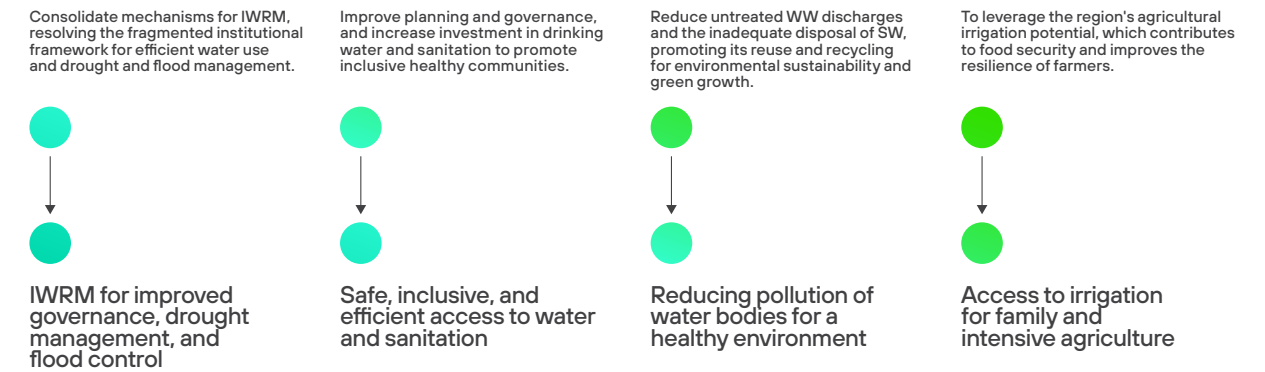 Consolidate mechanisms for IWRM,
resolving the fragmented institutional
framework for efficient water use
and drought and flood management.
Improve planning and governance,
and increase investment in drinking
water and sanitation to promote
inclusive healthy communities.
Reduce untreated WW discharges
and the inadequate disposal of SW,
promoting its reuse and recycling
for environmental sustainability and
green growth.
To leverage the region's agricultural
irrigation potential, which contributes
to food security and improves the
resilience of farmers.
IWRM for improved
governance, drought
management, and
flood control
Safe, inclusive, and
efficient access to water
and sanitation
Reducing pollution of
water bodies for a
healthy environment
Access to irrigation
for family and
intensive agriculture